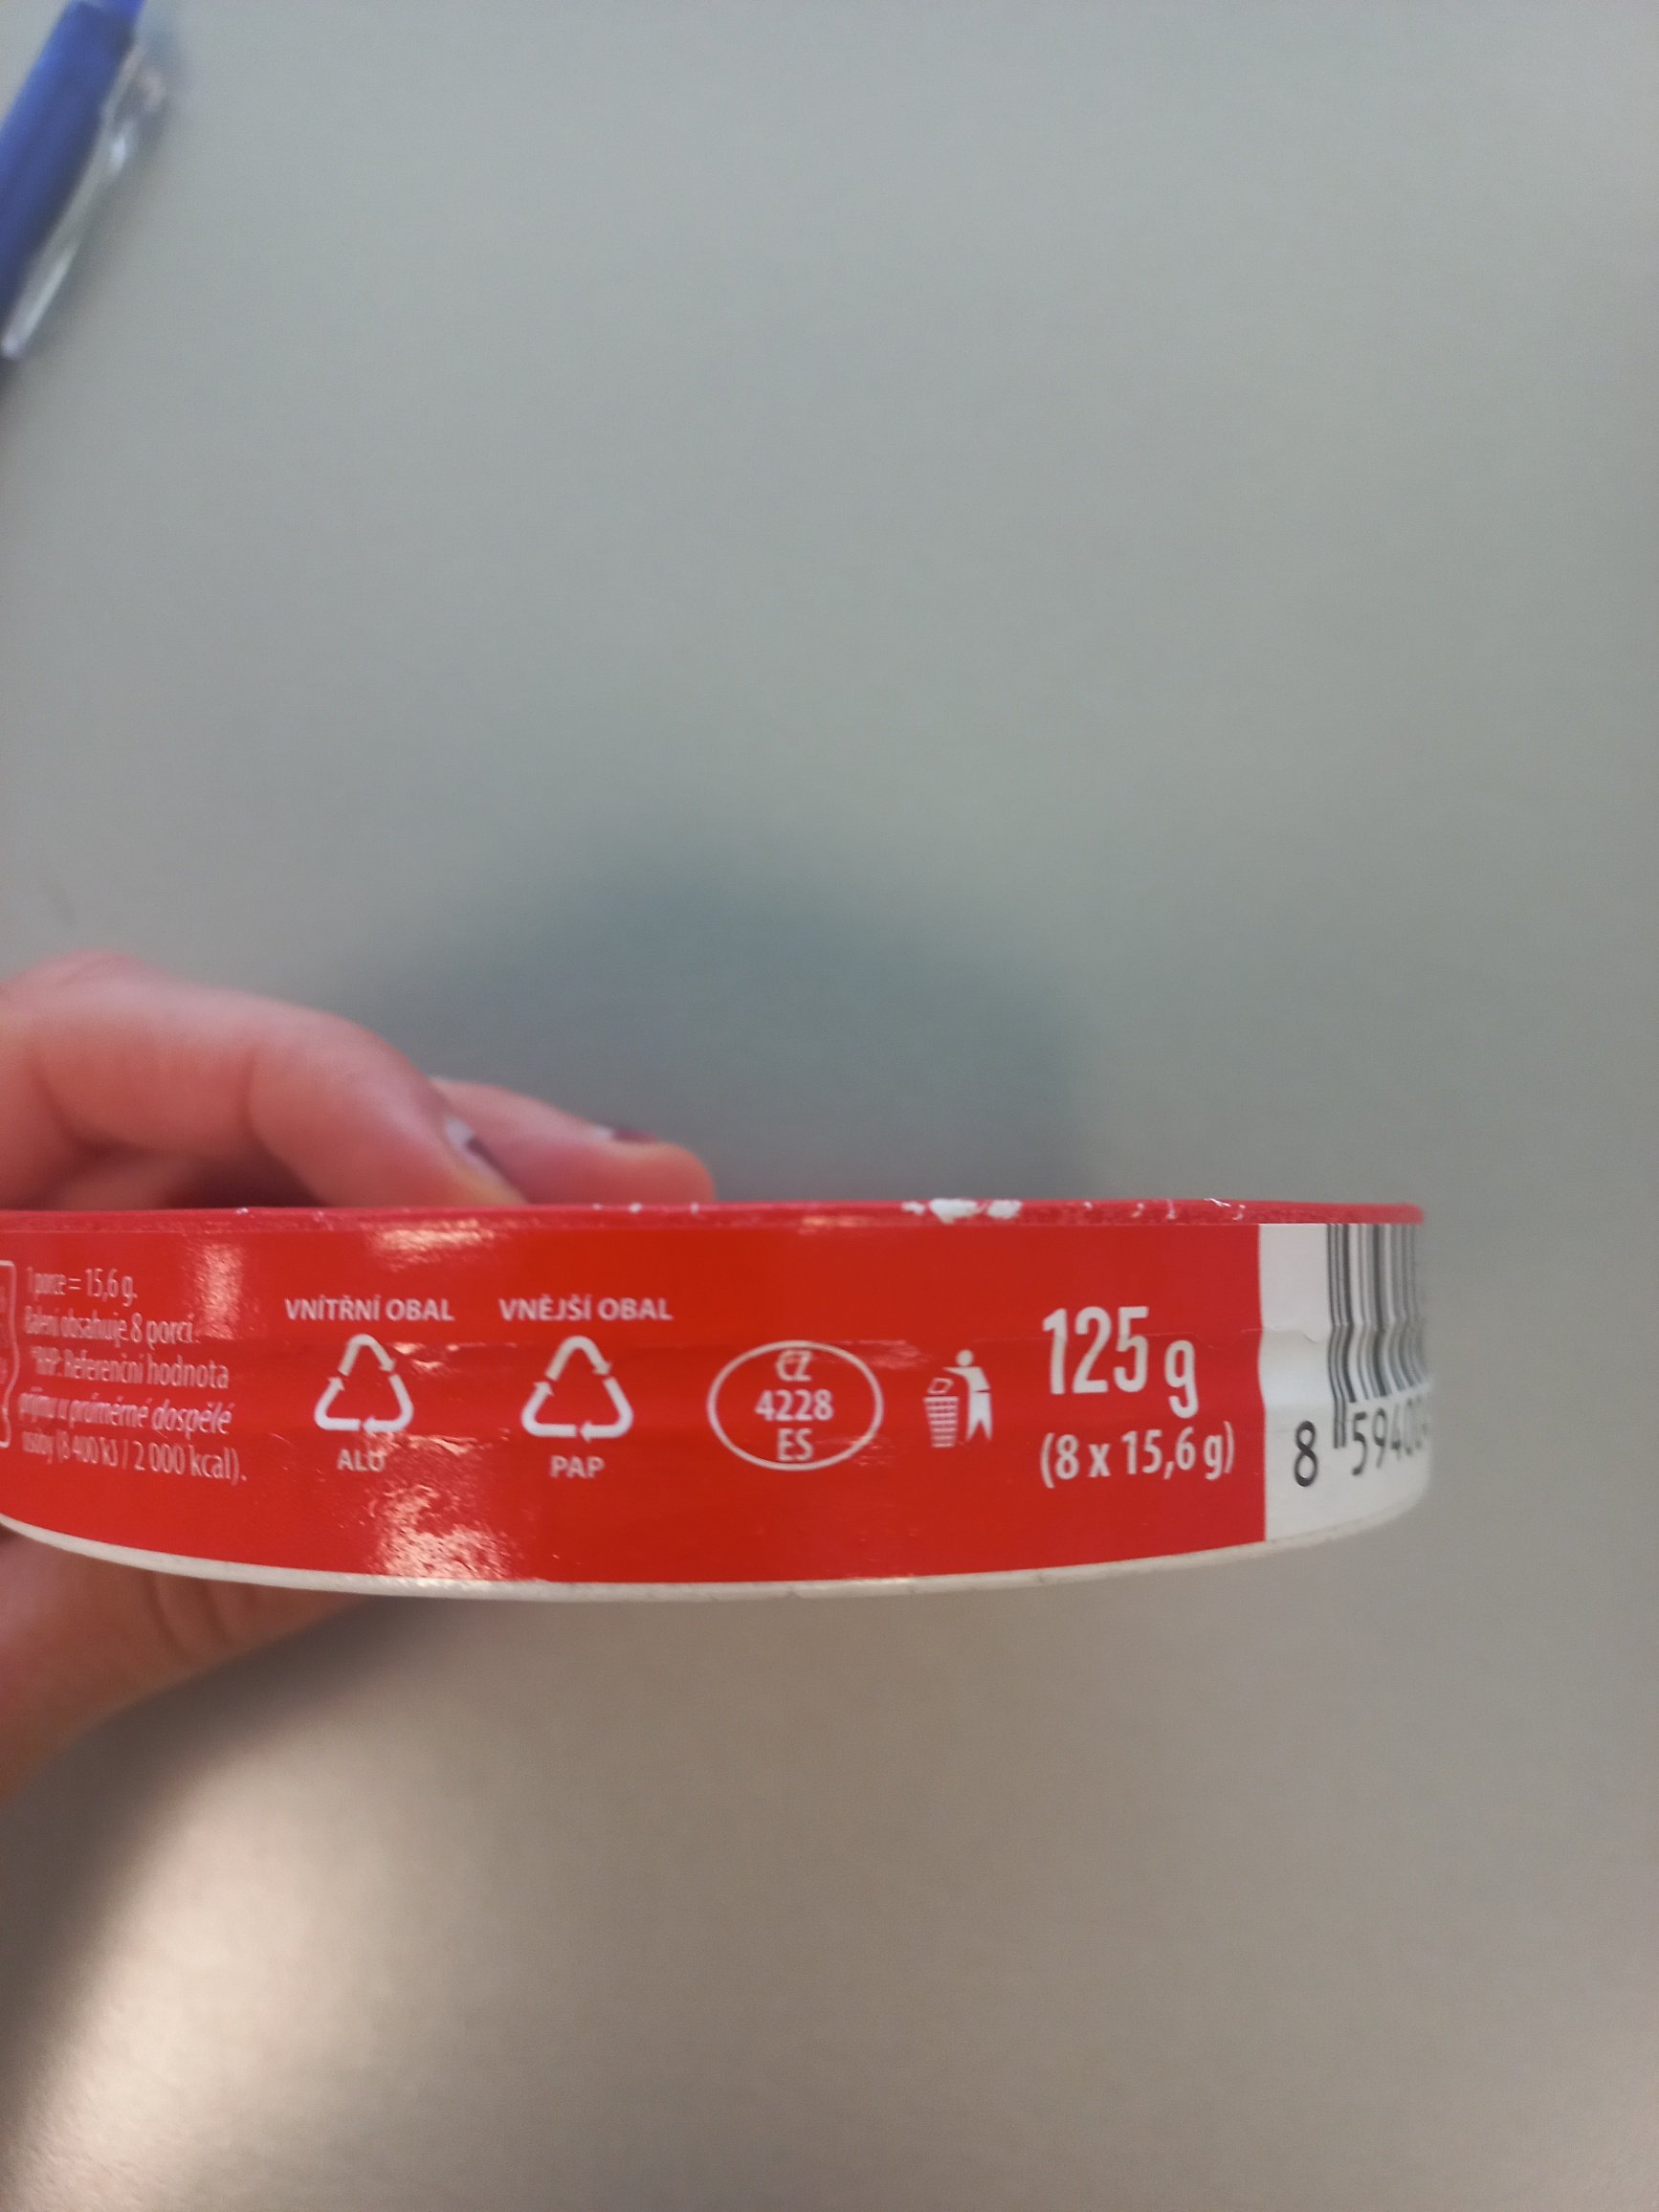 1 porce = 15,6 g.
Balení obsahuje 8 porcí.
*RHP: Referenční hodnota
příjmu u průměrné dospělé
osoby (8 400 kJ / 2 000 kcal).
VNITŘNÍ OBAL
ALU
VNĚJŠÍ OBAL
PAP
CZ
4228
ES
125 g
(8 x 15,6 g)
8 59400